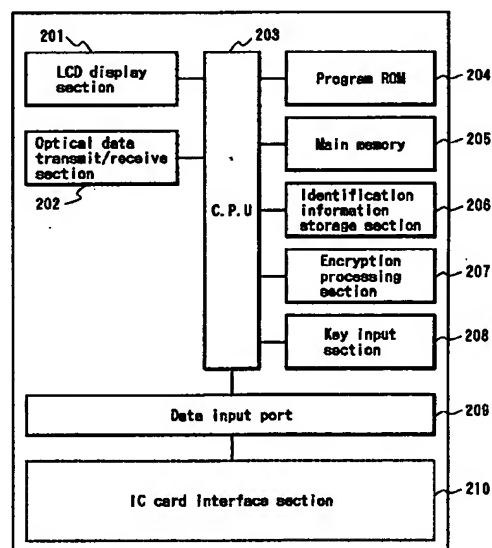 201
203
LCD display
section
Program ROM
204
Optical data
transmit/receive
section
Main memory
205
202
C.P.U
Identification
information
storage section
206
Encryption
processing
section
207
Key input
section
208
Data input port
209
IC card interface section
210